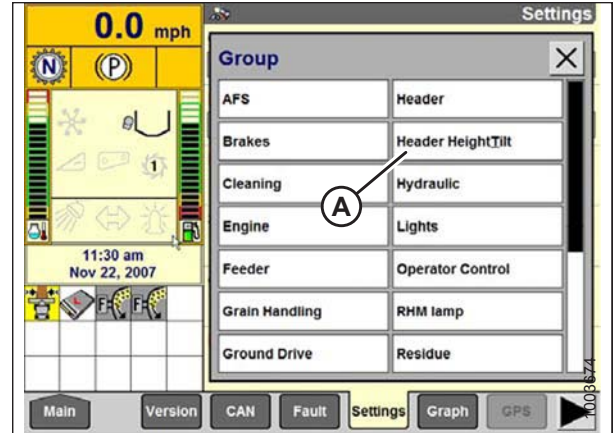 0.0 mph
Settings
N
(P)
Group
X
AFS
Header
Brakes
Header HeightTilt
Cleaning
Hydraulic
A
Engine
Lights
Feeder
Operator Control
Grain Handling
RHM lamp
Ground Drive
Residue
1
11:30 am
Nov 22, 2007
F
F
Main
Version
CAN
Fault
Settings
Graph
GPS
1003674